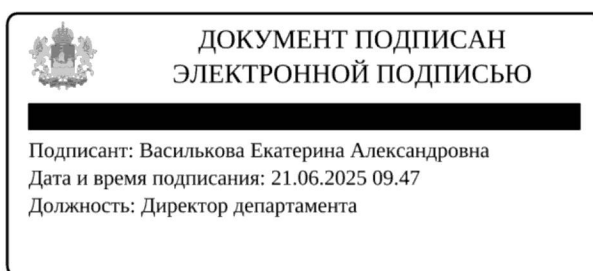 ДОКУМЕНТ ПОДПИСАН
ЭЛЕКТРОННОЙ ПОДПИСЬЮ
Подписант: Василькова Екатерина Александровна
Дата и время подписания: 21.06.2025 09.47
Должность: Директор департамента